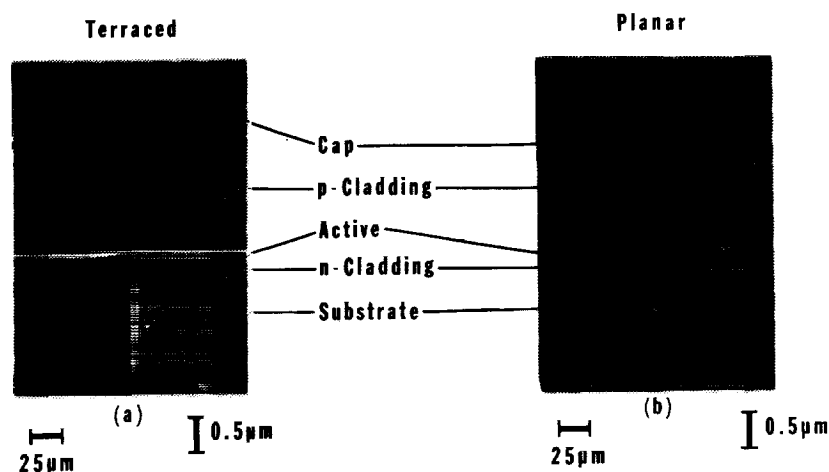 Terraced
Planar
Cap
p-Cladding
Active
n-Cladding
Substrate
(a)
(b)
25μm
0.5μm
25μm
0.5μm